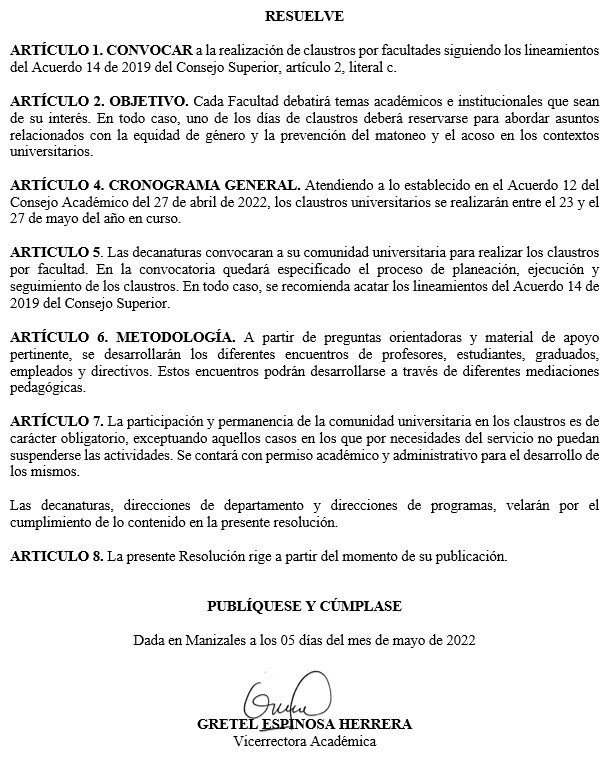 RESUELVE
ARTÍCULO 1. CONVOCAR a la realización de claustros por facultades siguiendo los lineamientos
del Acuerdo 14 de 2019 del Consejo Superior, artículo 2, literal c.
ARTÍCULO 2. OBJETIVO. Cada Facultad debatirá temas académicos e institucionales que sean
de su interés. En todo caso, uno de los días de claustros deberá reservarse para abordar asuntos
relacionados con la equidad de género y la prevención del matoneo y el acoso en los contextos
universitarios.
ARTÍCULO 4. CRONOGRAMA GENERAL. Atendiendo a lo establecido en el Acuerdo 12 del
Consejo Académico del 27 de abril de 2022, los claustros universitarios se realizarán entre el 23 y el
27 de mayo del año en curso.
ARTÍCULO 5. Las decanaturas convocaran a su comunidad universitaria para realizar los claustros
por facultad. En la convocatoria quedará especificado el proceso de planeación, ejecución y
seguimiento de los claustros. En todo caso, se recomienda acatar los lineamientos del Acuerdo 14 de
2019 del Consejo Superior.
ARTÍCULO 6. METODOLOGÍA. A partir de preguntas orientadoras y material de apoyo
pertinente, se desarrollarán los diferentes encuentros de profesores, estudiantes, graduados,
empleados y directivos. Estos encuentros podrán desarrollarse a través de diferentes mediaciones
pedagógicas.
ARTÍCULO 7. La participación y permanencia de la comunidad universitaria en los claustros es de
carácter obligatorio, exceptuando aquellos casos en los que por necesidades del servicio no puedan
suspenderse las actividades. Se contará con permiso académico y administrativo para el desarrollo de
los mismos.
Las decanaturas, direcciones de departamento y direcciones de programas, velarán por el
cumplimiento de lo contenido en la presente resolución.
ARTICULO 8. La presente Resolución rige a partir del momento de su publicación.
PUBLÍQUESE Y CÚMPLASE
Dada en Manizales a los 05 días del mes de mayo de 2022
GRETEL ESPINOSA HERRERA
Vicerrectora Académica